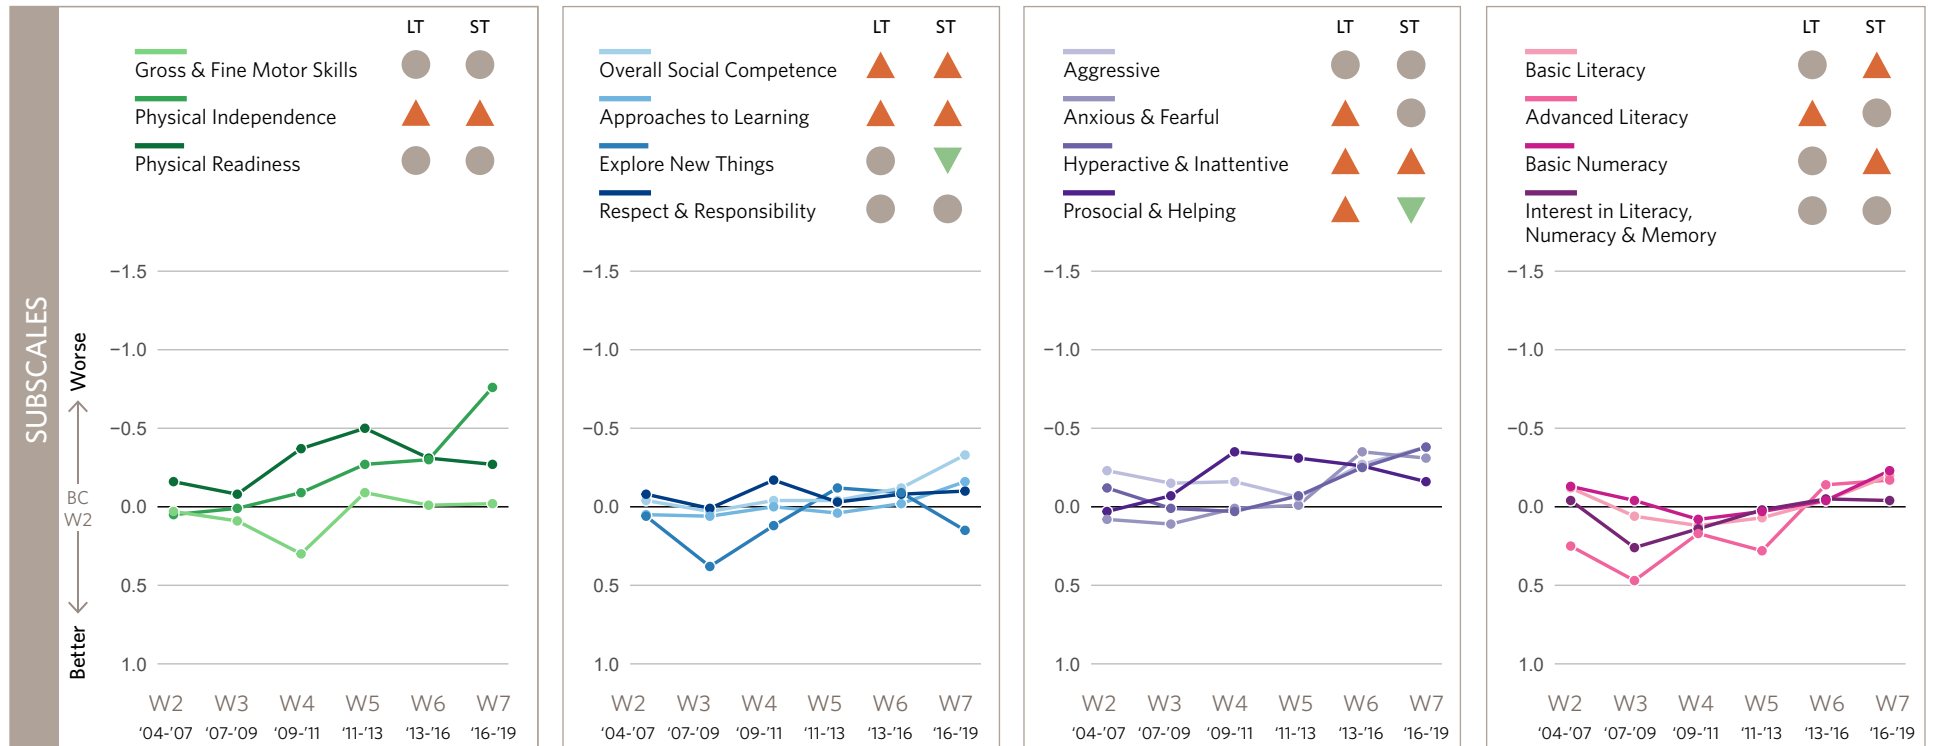 SUBSCALES
Worse
BC
W2
Better
LT ST
Gross & Fine Motor Skills
Physical Independence
Physical Readiness
−1.5
−1.0
−0.5
0.0
0.5
1.0
W2 W3 W4 W5 W6 W7
‘04-’07 ‘07-’09 ‘09-’11 ‘11-’13 ‘13-’16 ‘16-’19
LT ST
Overall Social Competence
Approaches to Learning
Explore New Things
Respect & Responsibility
−1.5
−1.0
−0.5
0.0
0.5
1.0
W2 W3 W4 W5 W6 W7
‘04-’07 ‘07-’09 ‘09-’11 ‘11-’13 ‘13-’16 ‘16-’19
LT ST
Aggressive
Anxious & Fearful
Hyperactive & Inattentive
Prosocial & Helping
−1.5
−1.0
−0.5
0.0
0.5
1.0
W2 W3 W4 W5 W6 W7
‘04-’07 ‘07-’09 ‘09-’11 ‘11-’13 ‘13-’16 ‘16-’19
LT ST
Basic Literacy
Advanced Literacy
Basic Numeracy
Interest in Literacy,
Numeracy & Memory
−1.5
−1.0
−0.5
0.0
0.5
1.0
W2 W3 W4 W5 W6 W7
‘04-’07 ‘07-’09 ‘09-’11 ‘11-’13 ‘13-’16 ‘16-’19